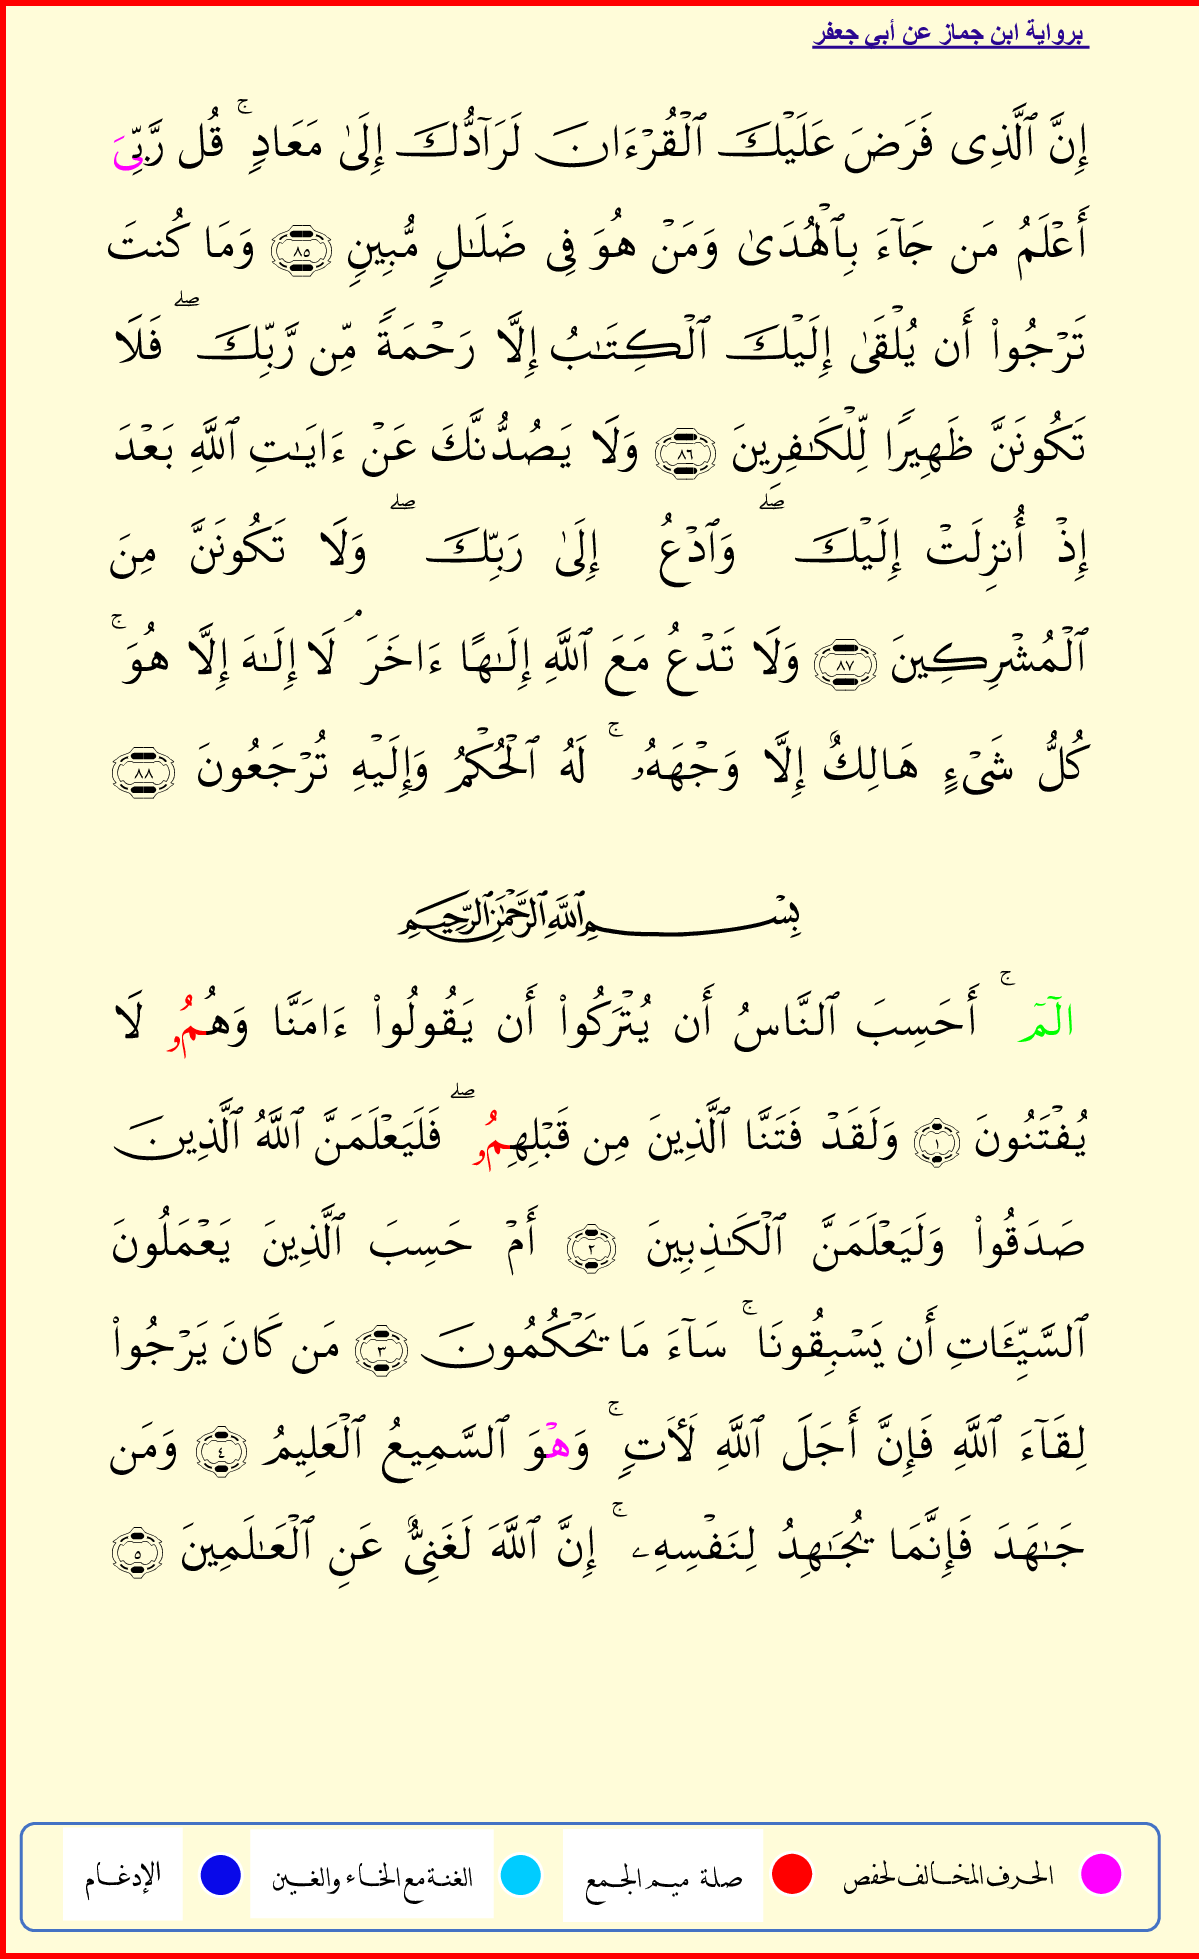 برواية ابن جماز عن أبي جعفر
إِنَّ ٱلَّذِى فَرَضَ عَلَيْكَ ٱلْقُرْءَانَ لَرَآدُّكَ إِلَىٰ مَعَادٍ ۚ قُل رَّبِّىَ
أَعْلَمُ مَن جَآءَ بِٱلْهُدَىٰ وَمَنْ هُوَ فِى ضَلَـٰلٍ مُّبِينٍ ٨٥ وَمَا كُنتَ
تَرْجُوا۟ أَن يُلْقَىٰ إِلَيْكَ ٱلْكِتَـٰبُ إِلَّا رَحْمَةً مِّن رَّبِّكَ ۖ فَلَا
تَكُونَنَّ ظَهِيرًا لِّلْكَـٰفِرِينَ ٨٦ وَلَا يَصُدُّنَّكَ عَنْ ءَايَـٰتِ ٱللَّهِ بَعْدَ
إِذْ أُنزِلَتْ إِلَيْكَ ۖ وَٱدْعُ إِلَىٰ رَبِّكَ ۖ وَلَا تَكُونَنَّ مِنَ
ٱلْمُشْرِكِينَ ٨٧ وَلَا تَدْعُ مَعَ ٱللَّهِ إِلَـٰهًا ءَاخَرَ ۘ لَا إِلَـٰهَ إِلَّا هُوَ ۚ
كُلُّ شَىْءٍ هَالِكٌ إِلَّا وَجْهَهُۥ ۚ لَهُ ٱلْحُكْمُ وَإِلَيْهِ تُرْجَعُونَ ٨٨
بِسْمِ ٱللَّهِ ٱلرَّحْمَـٰنِ ٱلرَّحِيمِ
الٓمٓ ۚ أَحَسِبَ ٱلنَّاسُ أَن يُتْرَكُوا۟ أَن يَقُولُوا۟ ءَامَنَّا وَهُمُۥ لَا
يُفْتَنُونَ ١ وَلَقَدْ فَتَنَّا ٱلَّذِينَ مِن قَبْلِهِمُۥ ۖ فَلَيَعْلَمَنَّ ٱللَّهُ ٱلَّذِينَ
صَدَقُوا۟ وَلَيَعْلَمَنَّ ٱلْكَـٰذِبِينَ ٢ أَمْ حَسِبَ ٱلَّذِينَ يَعْمَلُونَ
ٱلسَّيِّـَٔاتِ أَن يَسْبِقُونَا ۚ سَآءَ مَا يَحْكُمُونَ ٣ مَن كَانَ يَرْجُوا۟
لِقَآءَ ٱللَّهِ فَإِنَّ أَجَلَ ٱللَّهِ لَـَٔاتٍ ۚ وَهْوَ ٱلسَّمِيعُ ٱلْعَلِيمُ ٤ وَمَن
جَـٰهَدَ فَإِنَّمَا يُجَـٰهِدُ لِنَفْسِهِۦ ۚ إِنَّ ٱللَّهَ لَغَنِىٌّ عَنِ ٱلْعَـٰلَمِينَ ٥
الحرف المخالف لحفص صلة ميم الجمع الغنة مع الخاء والغين الإدغام